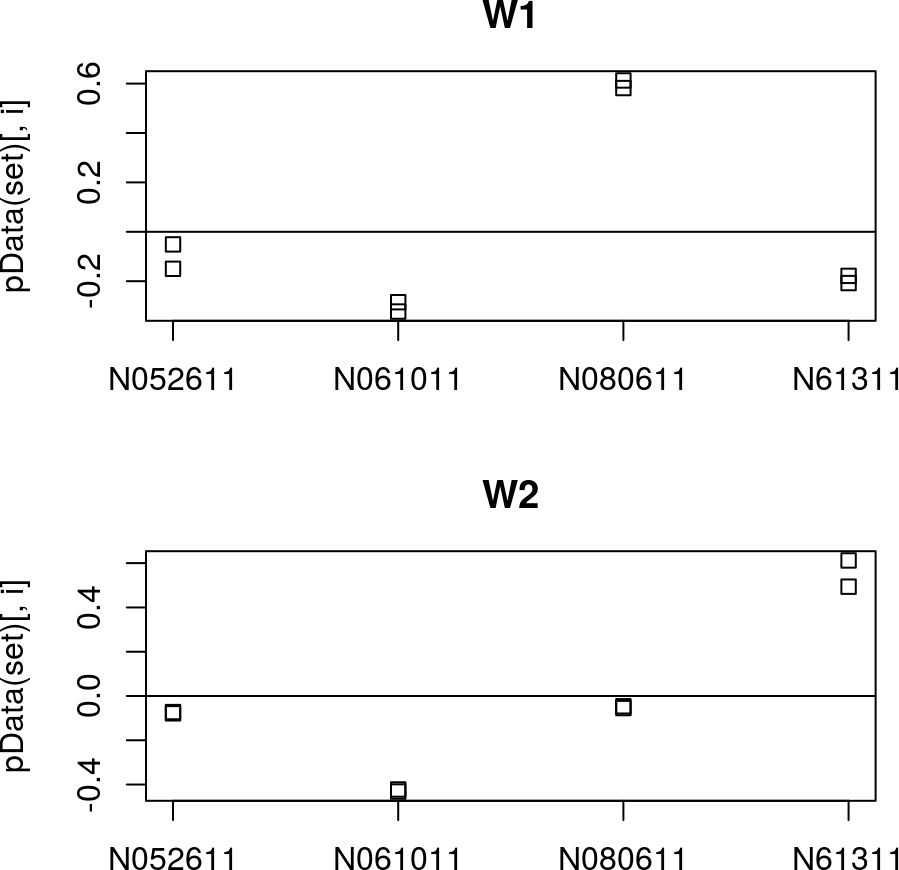 W1
pData(set)[, i]
0.6
0.2
-0.2
N052611 N061011 N080611 N61311
W2
pData(set)[, i]
0.4
0.0
-0.4
N052611 N061011 N080611 N61311